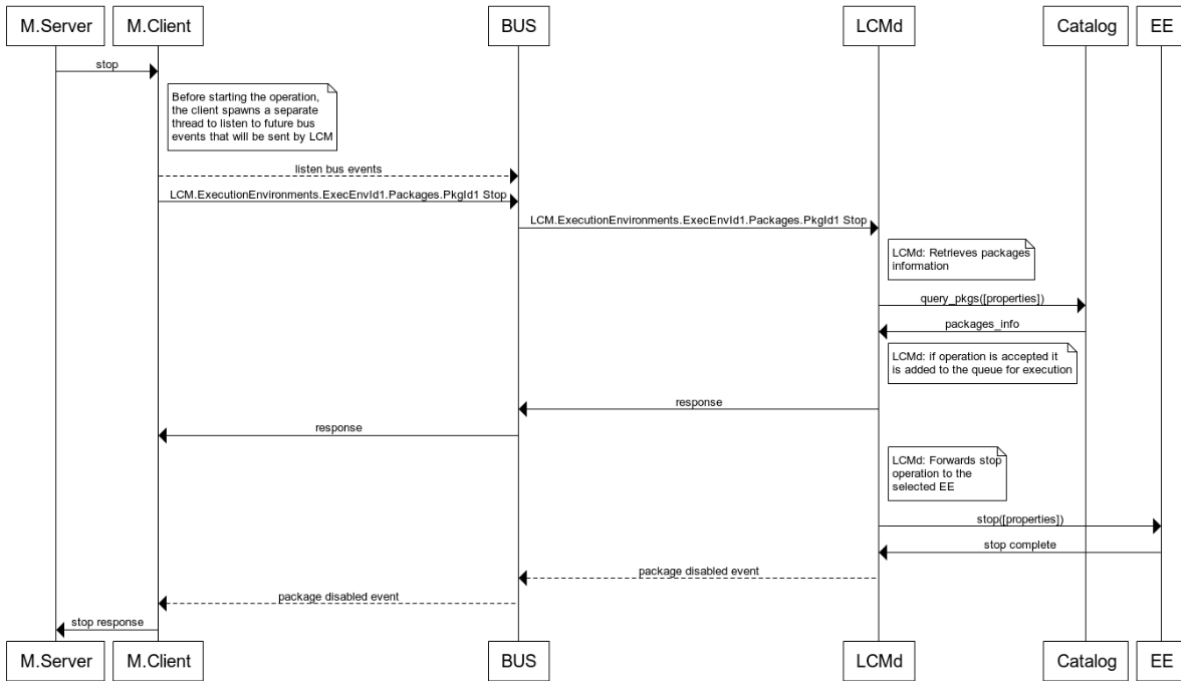 M.Server
M.Client
BUS
LCMd
Catalog
EE
stop
Before starting the operation,
the client spawns a separate
thread to listen to future bus
events that will be sent by LCM
listen bus events
LCM.ExecutionEnvironments.ExecEnvId1.Packages.PkgId1 Stop
LCM.ExecutionEnvironments.ExecEnvId1.Packages.PkgId1 Stop
LCMd: Retrieves packages
information
query_pkgs([properties])
packages_info
LCMd: if operation is accepted it
is added to the queue for execution
response
response
LCMd: Forwards stop
operation to the
selected EE
stop([properties])
stop complete
package disabled event
package disabled event
stop response
M.Server
M.Client
BUS
LCMd
Catalog
EE